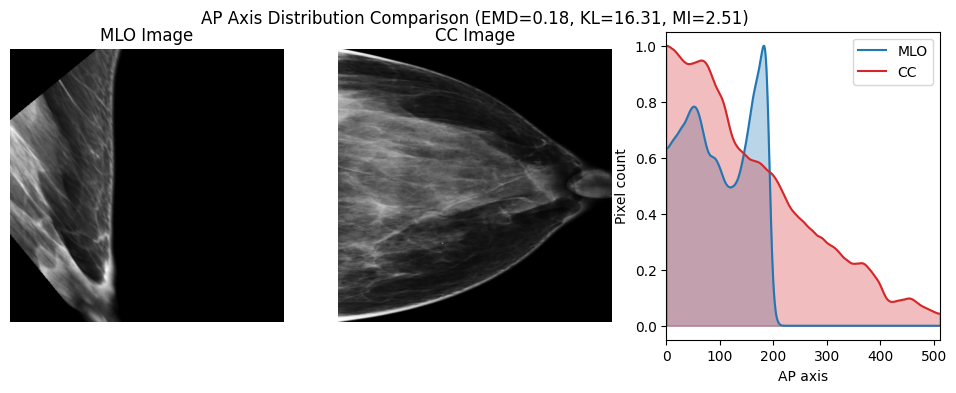 AP Axis Distribution Comparison (EMD=0.18, KL=16.31, MI=2.51)
MLO Image
CC Image
MLO
CC
1.0
0.8
0.6
0.4
0.2
0.0
Pixel count
0 100 200 300 400 500
AP axis